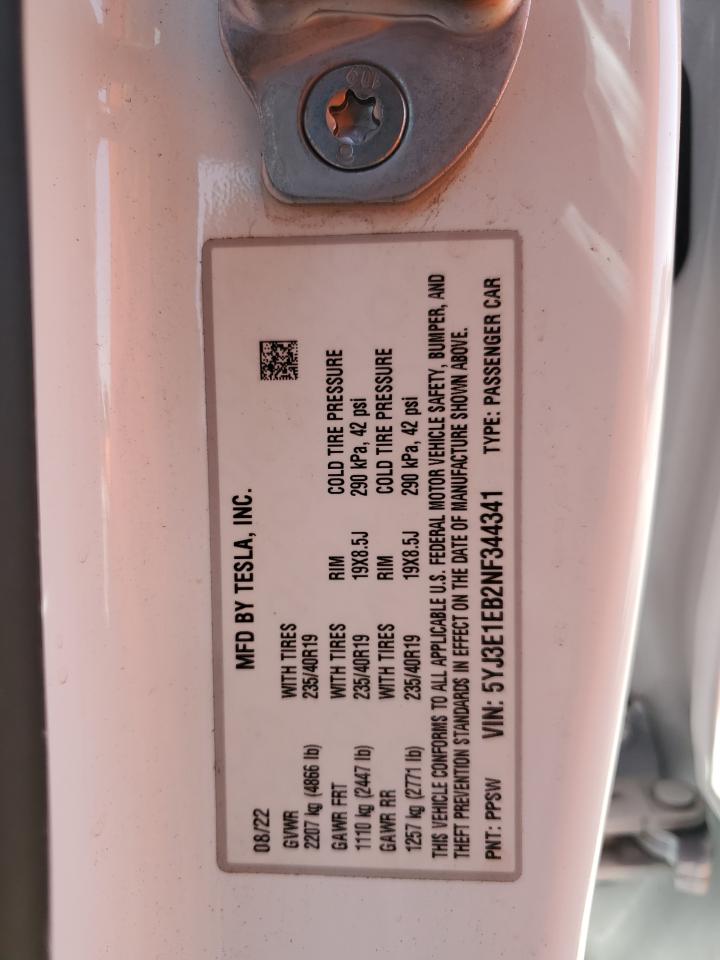 MFD BY TESLA, INC.
08/22
GVWR WITH TIRES
2207 kg (4866 lb) 235/40R19
GAWR FRT WITH TIRES RIM COLD TIRE PRESSURE
1110 kg (2447 lb) 235/40R19 19X8.5J 290 kPa, 42 psi
GAWR RR WITH TIRES RIM COLD TIRE PRESSURE
1257 kg (2771 lb) 235/40R19 19X8.5J 290 kPa, 42 psi
THIS VEHICLE CONFORMS TO ALL APPLICABLE U.S. FEDERAL MOTOR VEHICLE SAFETY, BUMPER, AND
THEFT PREVENTION STANDARDS IN EFFECT ON THE DATE OF MANUFACTURE SHOWN ABOVE.
PNT: PPSW VIN: 5YJ3E1EB2NF344341 TYPE: PASSENGER CAR